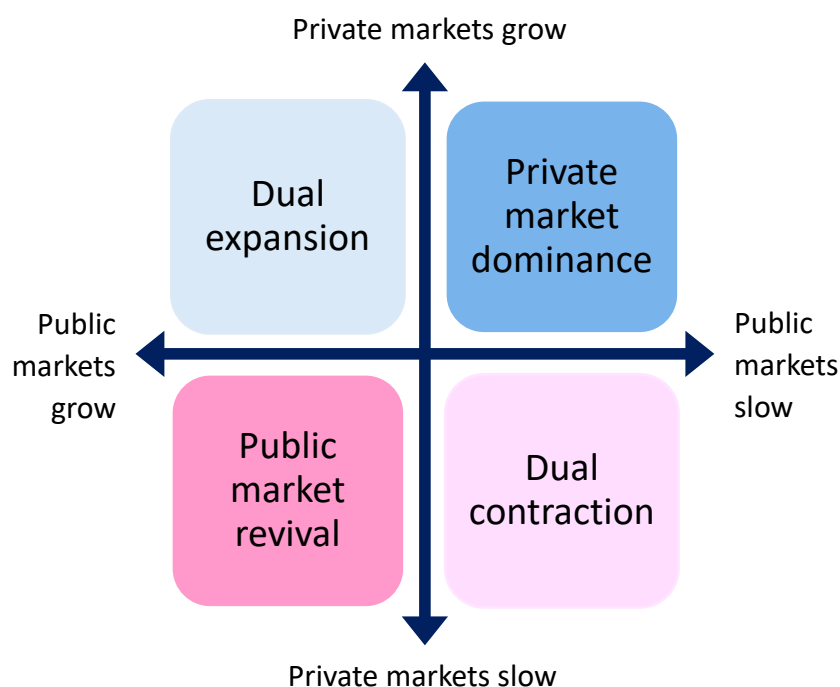 Private markets grow
Dual
expansion
Private
market
dominance
Public
markets
grow
Public
markets
slow
Public
market
revival
Dual
contraction
Private markets slow